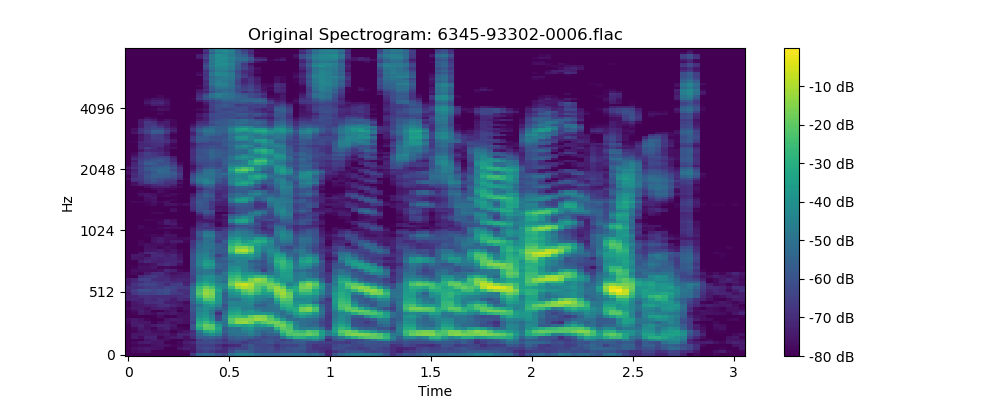 Original Spectrogram: 6345-93302-0006.flac
Hz
4096
2048
1024
512
0
0
0.5
1
1.5
2
2.5
3
Time
-10 dB
-20 dB
-30 dB
-40 dB
-50 dB
-60 dB
-70 dB
-80 dB